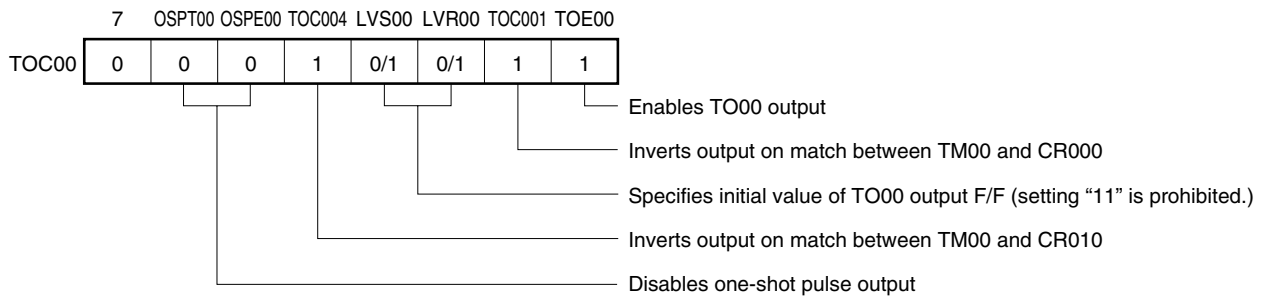 7 OSPT00 OSPE00 TOC004 LVS00 LVR00 TOC001 TOE00
TOC00 0 0 0 1 0/1 0/1 1 1
Enables TO00 output
Inverts output on match between TM00 and CR000
Specifies initial value of TO00 output F/F (setting “11” is prohibited.)
Inverts output on match between TM00 and CR010
Disables one-shot pulse output